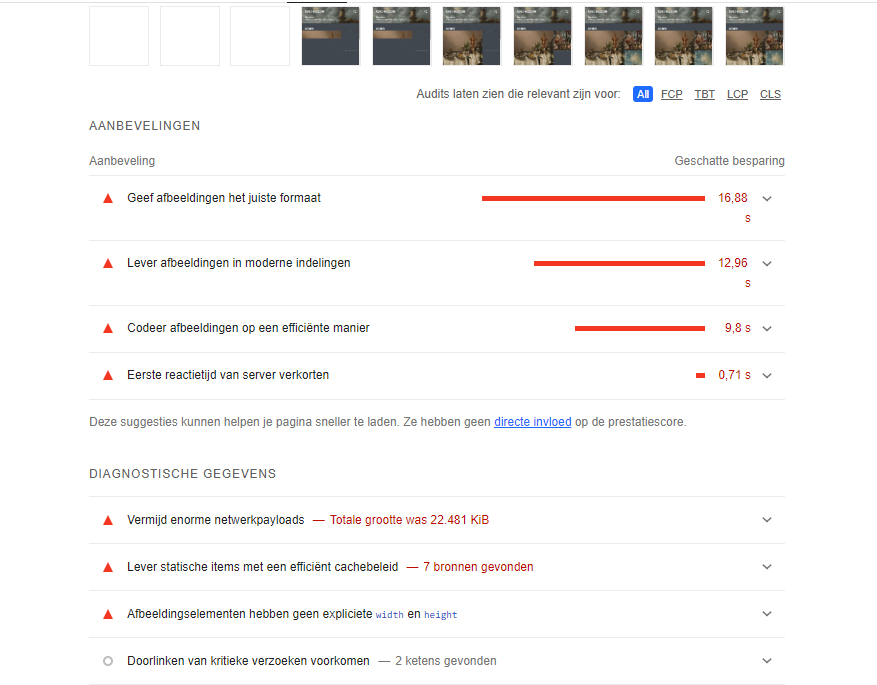 Audits laten zien die relevant zijn voor: All FCP TBT LCP CLS
AANBEVELINGEN
Aanbeveling Geschatte besparing
Geef afbeeldingen het juiste formaat 16,88
s
Lever afbeeldingen in moderne indelingen 12,96
s
Codeer afbeeldingen op een efficiënte manier 9,8 s
Eerste reactietijd van server verkorten 0,71 s
Deze suggesties kunnen helpen je pagina sneller te laden. Ze hebben geen directe invloed op de prestatiescore.
DIAGNOSTISCHE GEGEVENS
Vermijd enorme netwerkpayloads — Totale grootte was 22.481 KiB
Lever statische items met een efficiënt cachebeleid — 7 bronnen gevonden
Afbeeldingselementen hebben geen expliciete width en height
Doorlinken van kritieke verzoeken voorkomen — 2 ketens gevonden